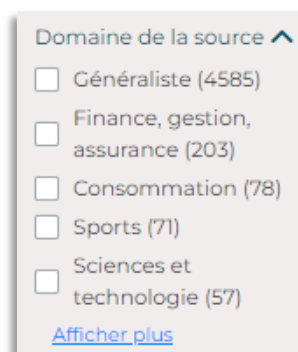 Domaine de la source
Généraliste (4585)
Finance, gestion,
assurance (203)
Consommation (78)
Sports (71)
Sciences et
technologie (57)
Afficher plus